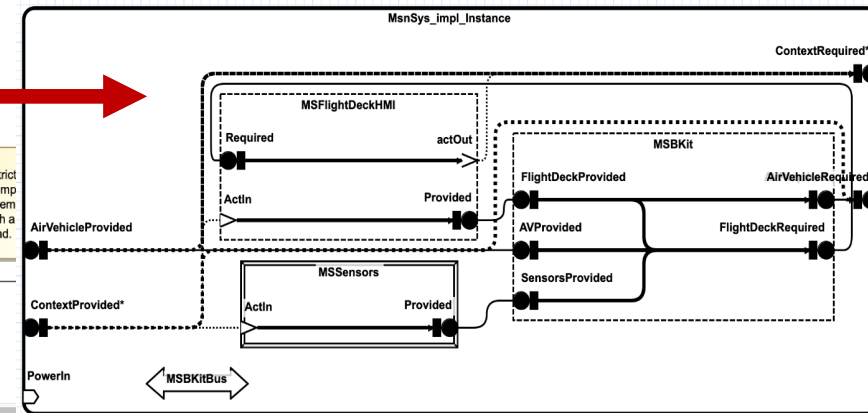 MsnSys_impl_Instance
ContextRequired*
MSFlightDeckHMI
Required
actOut
MSBKit
FlightDeckProvided
AirVehicleRequired
ActIn
Provided
AirVehicleProvided
AVProvided
FlightDeckRequired
MSSensors
SensorsProvided
ContextProvided*
ActIn
Provided
PowerIn
MSBKitBus